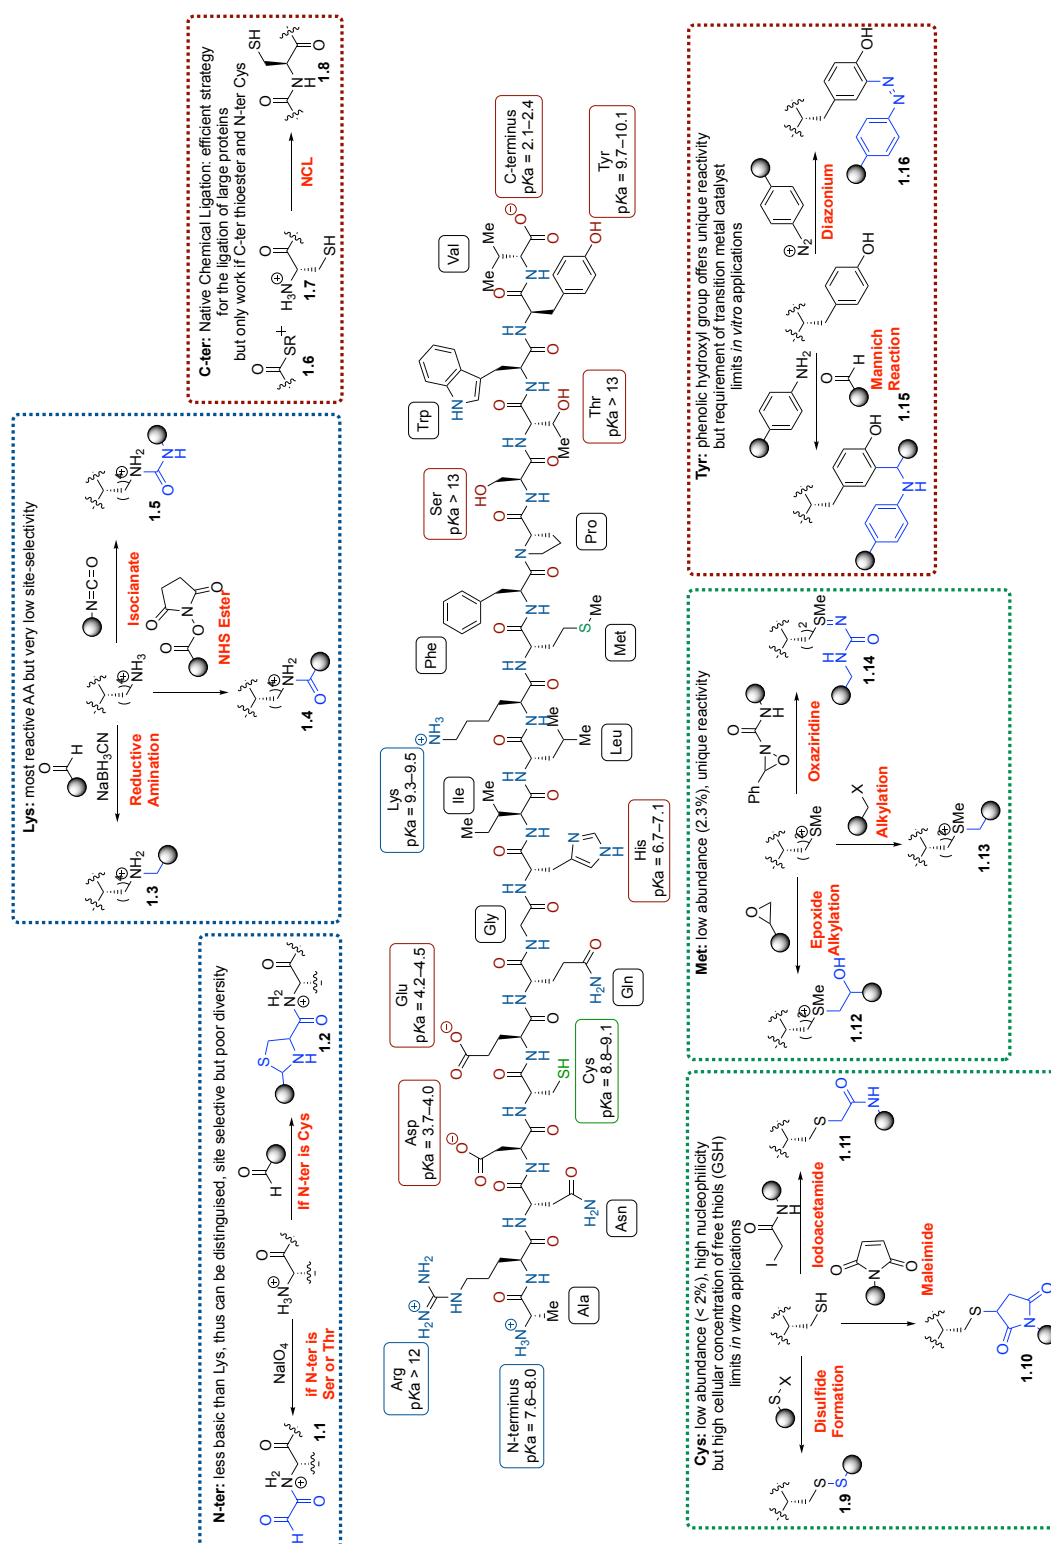 N-ter: less basic than Lys, thus can be distinguised, site selective but poor diversity
NaIO4
if N-ter is
Ser or Thr
If N-ter is Cys
1.1
1.2
Lys: most reactive AA but very low site-selectivity
NaBH3CN
Reductive
Amination
Isocianate
NHS Ester
1.3
1.4
1.5
C-ter: Native Chemical Ligation: efficient strategy
for the ligation of large proteins
but only work if C-ter thioester and N-ter Cys
NCL
1.6
1.7
1.8
Arg
pKa > 12
N-terminus
pKa = 7.6–8.0
Ala
Asn
Asp
pKa = 3.7–4.0
Cys
pKa = 8.8–9.1
Glu
pKa = 4.2–4.5
Gln
Gly
His
pKa = 6.7–7.1
Ile
Leu
Lys
pKa = 9.3–9.5
Met
Phe
Pro
Ser
pKa > 13
Thr
pKa > 13
Trp
Val
C-terminus
pKa = 2.1–2.4
Tyr
pKa = 9.7–10.1
Cys: low abundance (< 2%), high nucleophilicity
but high cellular concentration of free thiols (GSH)
limits in vitro applications
Disulfide
Formation
Iodoacetamide
Maleimide
1.9
1.10
1.11
Met: low abundance (2.3%), unique reactivity
Epoxide
Alkylation
Oxaziridine
Alkylation
1.12
1.13
1.14
Tyr: phenolic hydroxyl group offers unique reactivity
but requirement of transition metal catalyst
limits in vitro applications
Mannich
Reaction
Diazonium
1.15
1.16